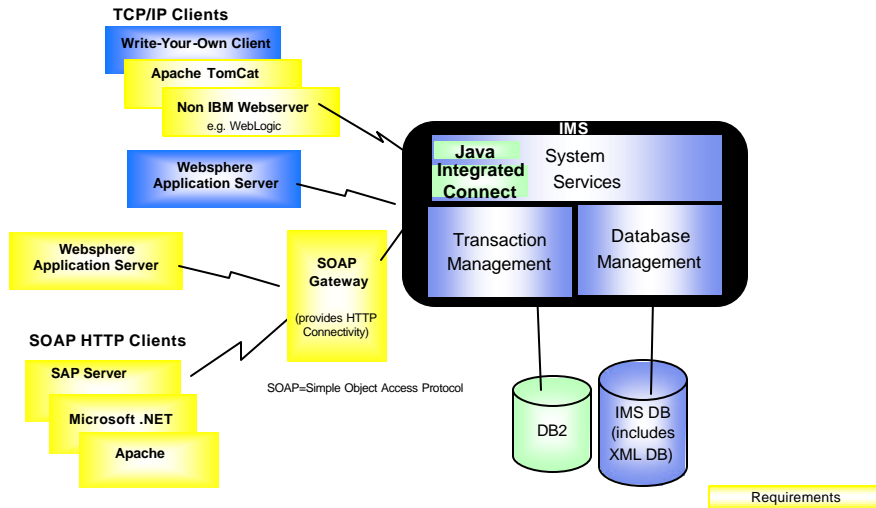 TCP/IP Clients
Write-Your-Own Client
Apache TomCat
Non IBM Webserver
e.g. WebLogic
Websphere
Application Server
Websphere
Application Server
SOAP
Gateway
(provides HTTP
Connectivity)
SOAP HTTP Clients
SAP Server
Microsoft .NET
Apache
SOAP=Simple Object Access Protocol
IMS
Java
Integrated
Connect
System
Services
Transaction
Management
Database
Management
DB2
IMS DB
(includes
XML DB)
Requirements